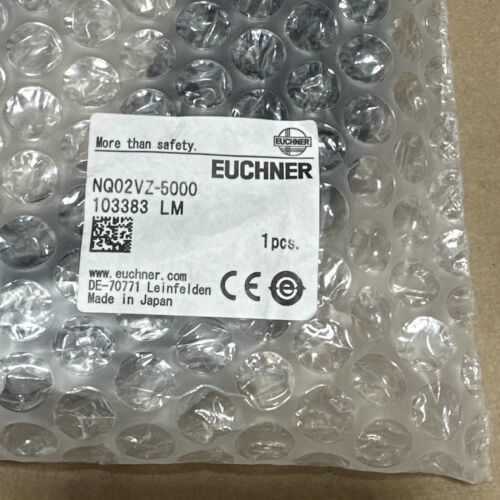 More than safety.
EUCHNER
EUCHNER
NQ02VZ-5000
103383 LM
1pcs.
www.euchner.com
DE-70771 Leinfelden
Made in Japan
CE